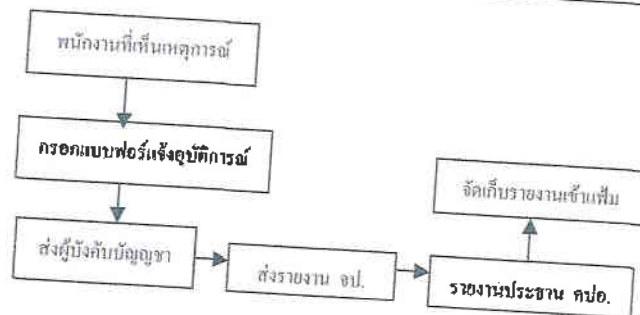 พนักงานที่เห็นเหตุการณ์
กรอกแบบฟอร์แจ้งอุบัติการณ์
จัดเก็บรายงานเข้าแฟ้ม
ส่งผู้บังคับบัญญชา
ส่งรายงาน จป.
รายงานประธาน คปอ.